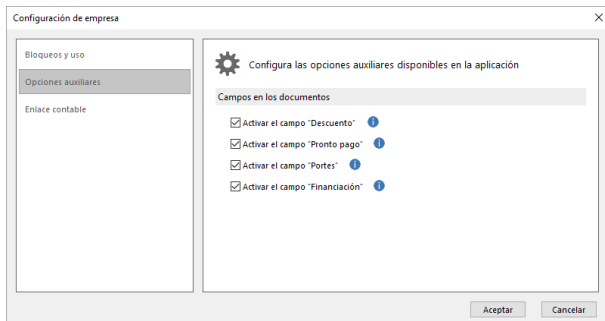 Configuración de empresa
Bloqueos y uso
Opciones auxiliares
Enlace contable
Configura las opciones auxiliares disponibles en la aplicación
Campos en los documentos
Activar el campo "Descuento"
Activar el campo "Pronto pago"
Activar el campo "Portes"
Activar el campo "Financiación"
Aceptar Cancelar